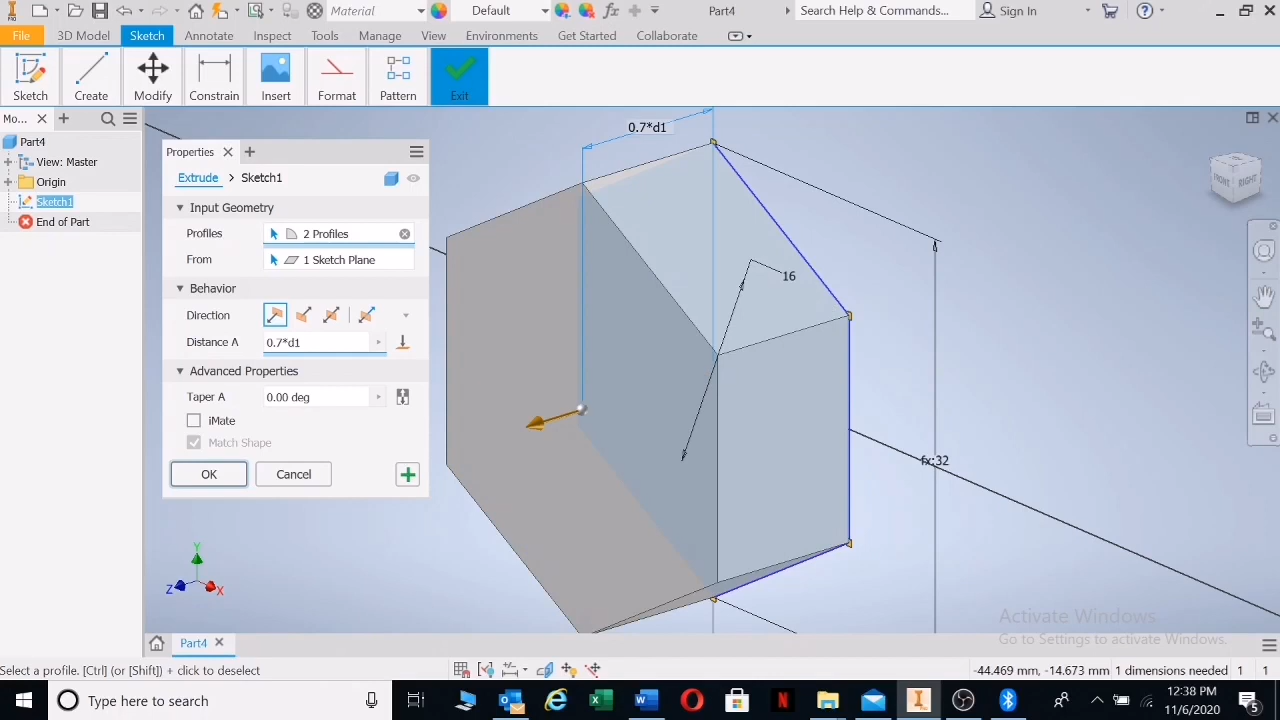 PRO
Material
Default
fx
Part4
Search Help & Commands...
Sign In
File
3D Model
Sketch
Annotate
Inspect
Tools
Manage
View
Environments
Get Started
Collaborate
Sketch
Create
Modify
Constrain
Insert
Format
Pattern
Exit
Mo...
Part4
View: Master
Origin
Sketch1
End of Part
Properties
Extrude > Sketch1
Input Geometry
Profiles 2 Profiles
From 1 Sketch Plane
Behavior
Direction
Distance A 0.7*d1
Advanced Properties
Taper A 0.00 deg
iMate
Match Shape
OK
Cancel
0.7*d1
16
fx:32
FRONT
RIGHT
Y
Z
X
Activate Windows
Go to Settings to activate Windows.
Part4
Select a profile. [Ctrl] (or [Shift]) + click to deselect
-44.469 mm, -14.673 mm 1 dimensions needed 1 1
Type here to search
12:38 PM
11/6/2020
5